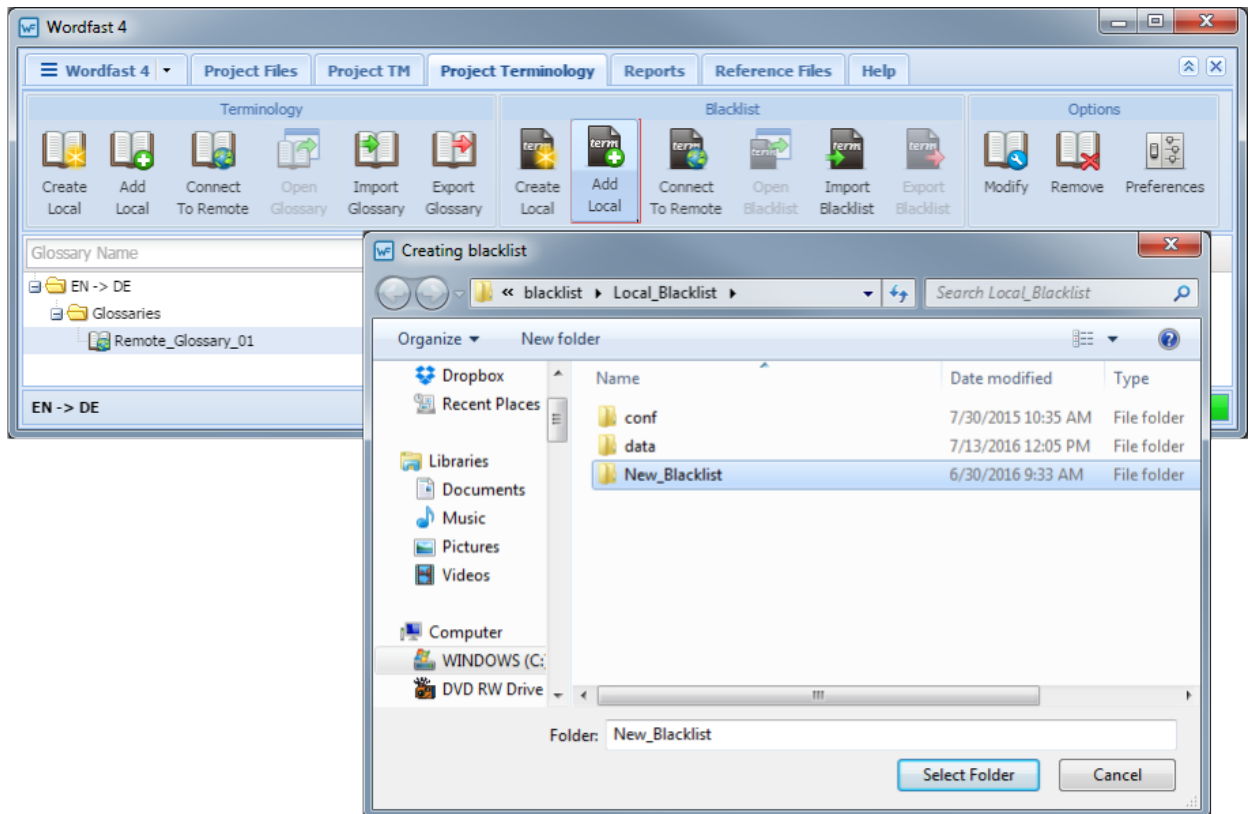 Wordfast 4
Wordfast 4 Project Files Project TM Project Terminology Reports Reference Files Help
Terminology Blacklist Options
Create Local Add Local Connect To Remote Open Glossary Import Glossary Export Glossary Create Local Add Local Connect To Remote Open Blacklist Import Blacklist Export Blacklist Modify Remove Preferences
Glossary Name
EN -> DE
Glossaries
Remote_Glossary_01
EN -> DE
Creating blacklist
« blacklist Local_Blacklist Search Local_Blacklist
Organize New folder
Dropbox
Recent Places
Libraries
Documents
Music
Pictures
Videos
Computer
WINDOWS (C:
DVD RW Drive
Name Date modified Type
conf 7/30/2015 10:35 AM File folder
data 7/13/2016 12:05 PM File folder
New_Blacklist 6/30/2016 9:33 AM File folder
Folder: New_Blacklist
Select Folder Cancel